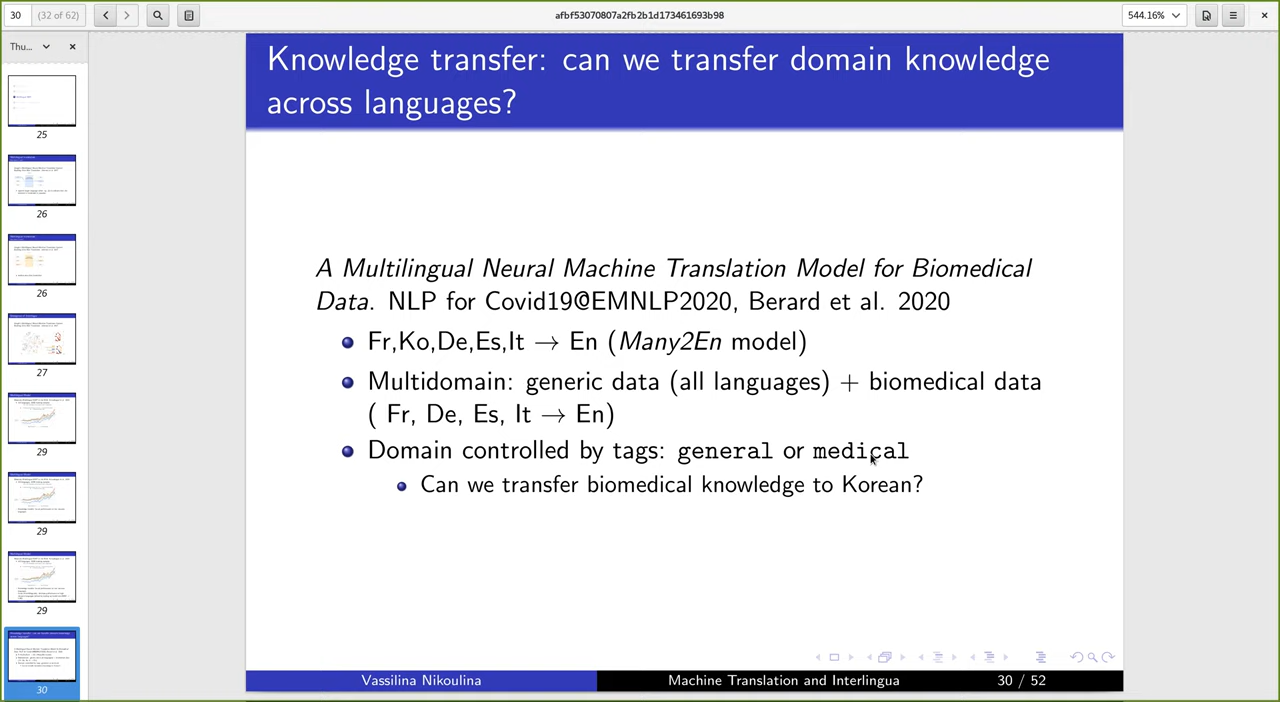 30 (32 of 62) afbf53070807a2fb2b1d173461693b98 544.16%
Thu...
25
26
26
27
29
29
29
30
Knowledge transfer: can we transfer domain knowledge
across languages?
A Multilingual Neural Machine Translation Model for Biomedical
Data. NLP for Covid19@EMNLP2020, Berard et al. 2020
Fr,Ko,De,Es,It → En (Many2En model)
Multidomain: generic data (all languages) + biomedical data
( Fr, De, Es, It → En)
Domain controlled by tags: general or medical
Can we transfer biomedical knowledge to Korean?
Vassilina Nikoulina Machine Translation and Interlingua 30 / 52